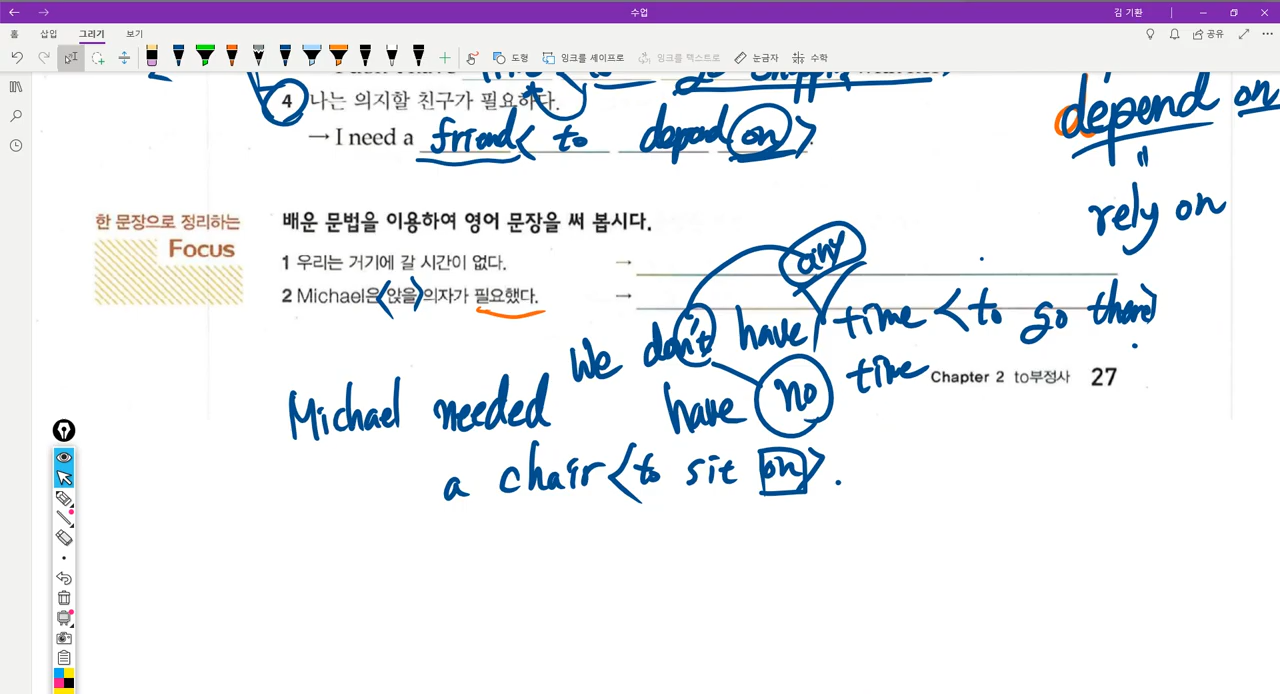 수업
김 기환
홈 삽입 그리기 보기
공유
도형 잉크를 셰이프로 잉크를 텍스트로 눈금자 수학
4 나는 의지할 친구가 필요하다.
→ I need a friend < to depend on >.
depend on
=
rely on
한 문장으로 정리하는
Focus
배운 문법을 이용하여 영어 문장을 써 봅시다.
1 우리는 거기에 갈 시간이 없다. →
2 Michael은 <앉을> 의자가 필요했다. →
any
We don't have time < to go there>
have no time
Chapter 2 to부정사 27
Michael needed
a chair < to sit on >.